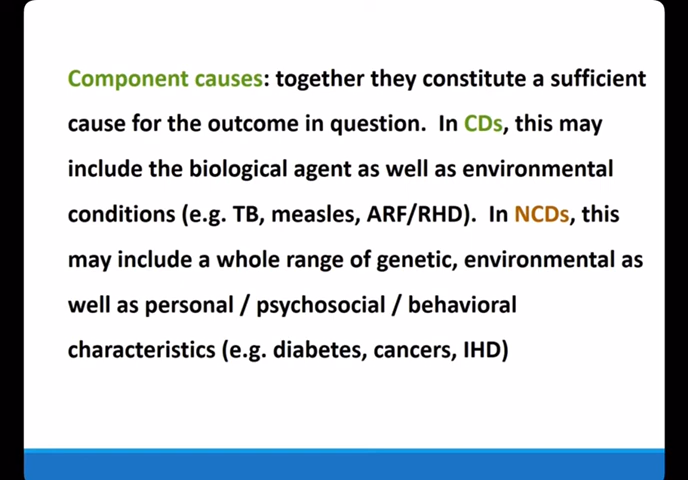 Component causes: together they constitute a sufficient
cause for the outcome in question. In CDs, this may
include the biological agent as well as environmental
conditions (e.g. TB, measles, ARF/RHD). In NCDs, this
may include a whole range of genetic, environmental as
well as personal / psychosocial / behavioral
characteristics (e.g. diabetes, cancers, IHD)